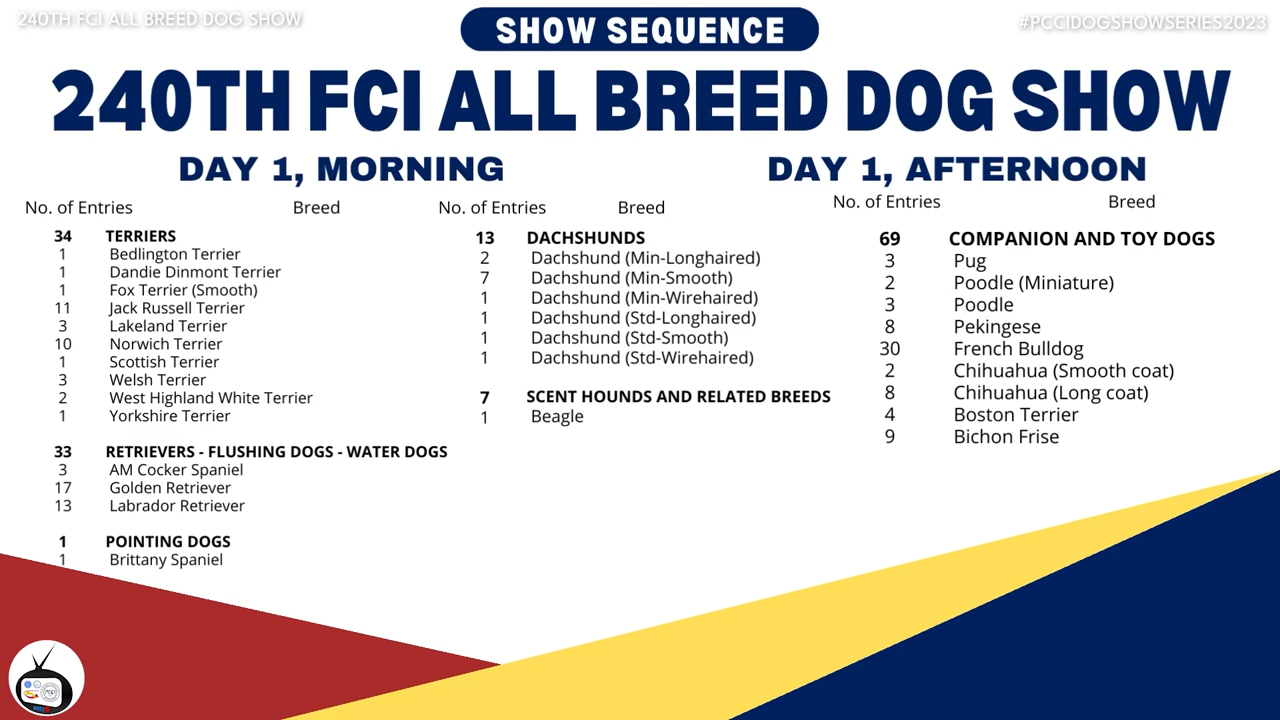 240TH FCI ALL BREED DOG SHOW
#PCCIDOGSHOWSERIES2023
SHOW SEQUENCE
240TH FCI ALL BREED DOG SHOW
DAY 1, MORNING
No. of Entries Breed
34 TERRIERS
1 Bedlington Terrier
1 Dandie Dinmont Terrier
1 Fox Terrier (Smooth)
11 Jack Russell Terrier
3 Lakeland Terrier
10 Norwich Terrier
1 Scottish Terrier
3 Welsh Terrier
2 West Highland White Terrier
1 Yorkshire Terrier
33 RETRIEVERS - FLUSHING DOGS - WATER DOGS
3 AM Cocker Spaniel
17 Golden Retriever
13 Labrador Retriever
1 POINTING DOGS
1 Brittany Spaniel
No. of Entries Breed
13 DACHSHUNDS
2 Dachshund (Min-Longhaired)
7 Dachshund (Min-Smooth)
1 Dachshund (Min-Wirehaired)
1 Dachshund (Std-Longhaired)
1 Dachshund (Std-Smooth)
1 Dachshund (Std-Wirehaired)
7 SCENT HOUNDS AND RELATED BREEDS
1 Beagle
DAY 1, AFTERNOON
No. of Entries Breed
69 COMPANION AND TOY DOGS
3 Pug
2 Poodle (Miniature)
3 Poodle
8 Pekingese
30 French Bulldog
2 Chihuahua (Smooth coat)
8 Chihuahua (Long coat)
4 Boston Terrier
9 Bichon Frise